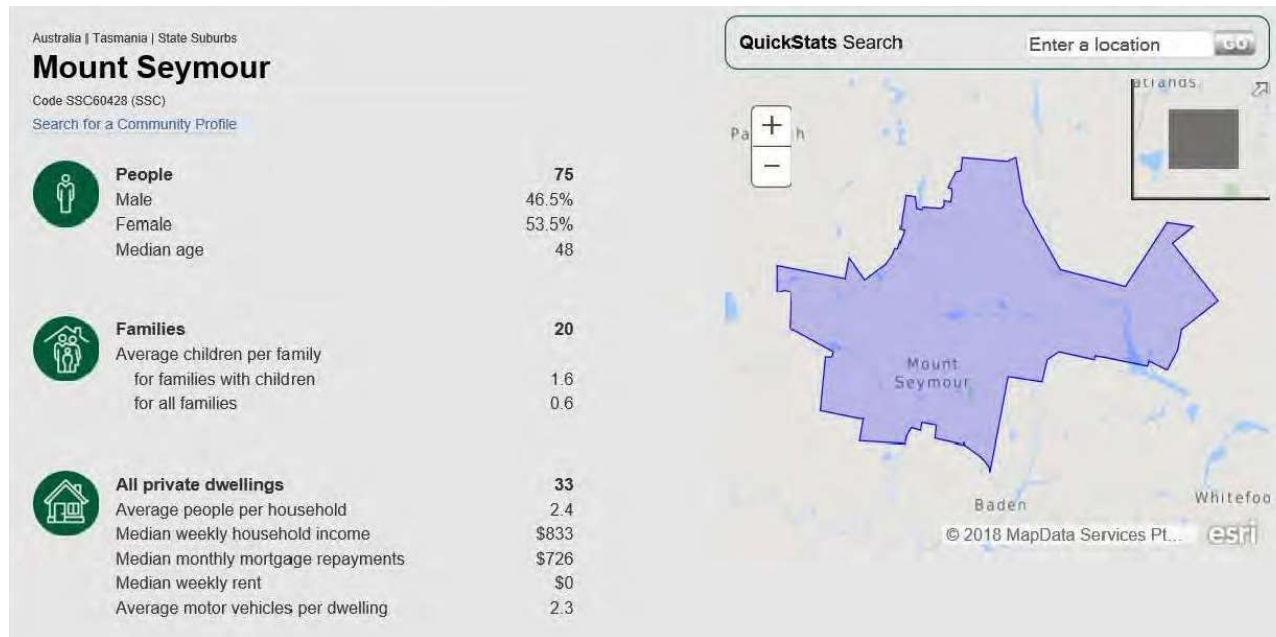 Australia | Tasmania | State Suburbs
Mount Seymour
Code SSC60428 (SSC)
Search for a Community Profile
People 75
Male 46.5%
Female 53.5%
Median age 48
Families 20
Average children per family
for families with children 1.6
for all families 0.6
All private dwellings 33
Average people per household 2.4
Median weekly household income $833
Median monthly mortgage repayments $726
Median weekly rent $0
Average motor vehicles per dwelling 2.3
QuickStats Search Enter a location GO
atlands
Pa h
+
−
Mount
Seymour
Baden
Whitefoo
© 2018 MapData Services Pt... esri